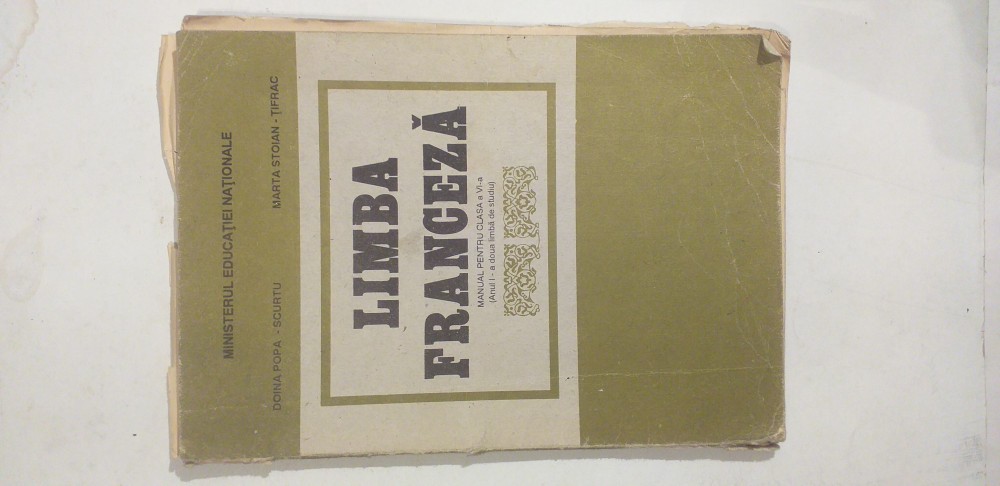 MINISTERUL EDUCAȚIEI NAȚIONALE
DOINA POPA - SCURTU MARTA STOIAN - ȚIFRAC
LIMBA
FRANCEZĂ
MANUAL PENTRU CLASA a VI-a
(Anul I - a doua limbă de studiu)